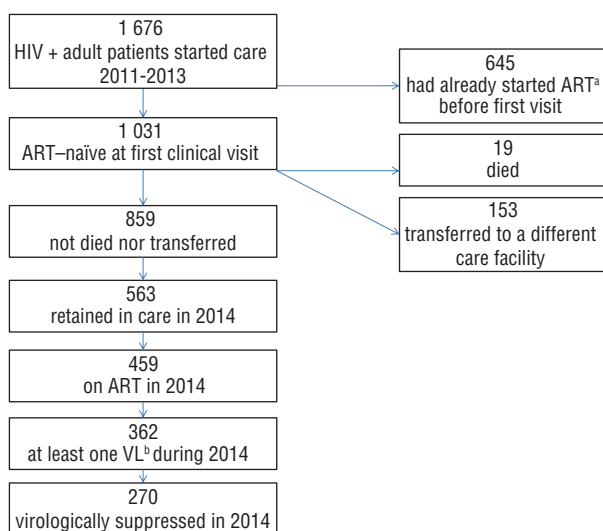 1 676
HIV + adult patients started care
2011-2013
645
had already started ARTᵃ
before first visit
1 031
ART–naïve at first clinical visit
19
died
859
not died nor transferred
153
transferred to a different
care facility
563
retained in care in 2014
459
on ART in 2014
362
at least one VLᵇ during 2014
270
virologically suppressed in 2014